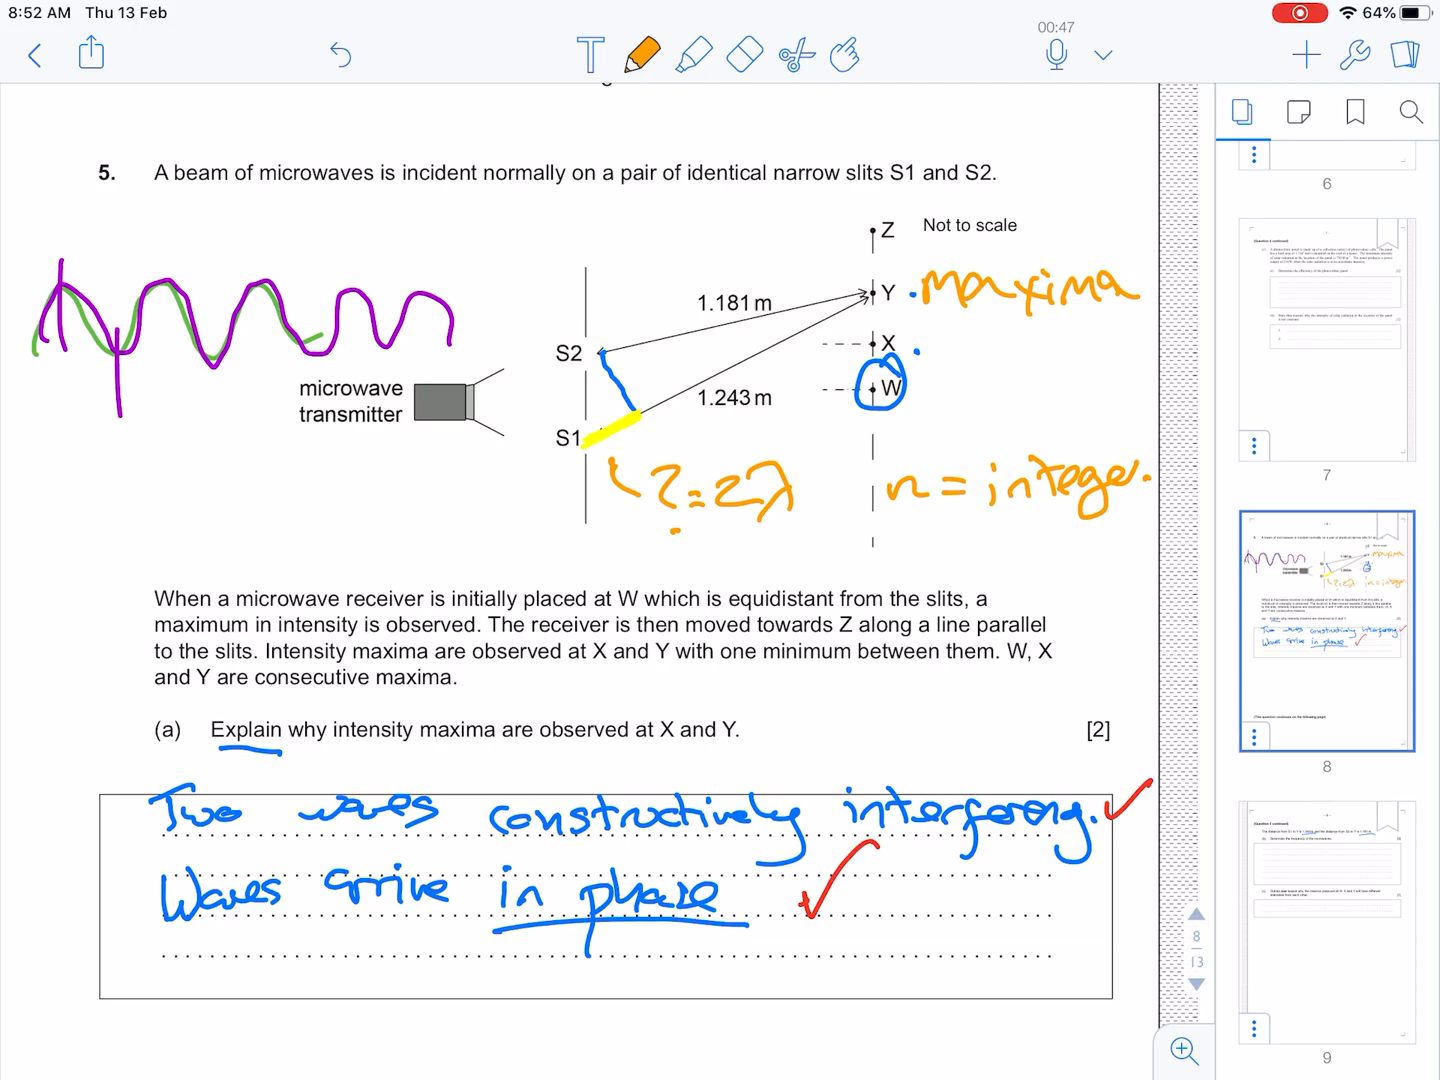 8:52 AM Thu 13 Feb
64%
00:47
5. A beam of microwaves is incident normally on a pair of identical narrow slits S1 and S2.
Z Not to scale
1.181 m
Y . maxima
S2
X
microwave
transmitter
1.243 m
W
S1
? = 2λ
n = integer.
When a microwave receiver is initially placed at W which is equidistant from the slits, a
maximum in intensity is observed. The receiver is then moved towards Z along a line parallel
to the slits. Intensity maxima are observed at X and Y with one minimum between them. W, X
and Y are consecutive maxima.
(a) Explain why intensity maxima are observed at X and Y. [2]
Two waves constructively interfering. ✓
Waves arrive in phase ✓
6
7
8
9
8
13